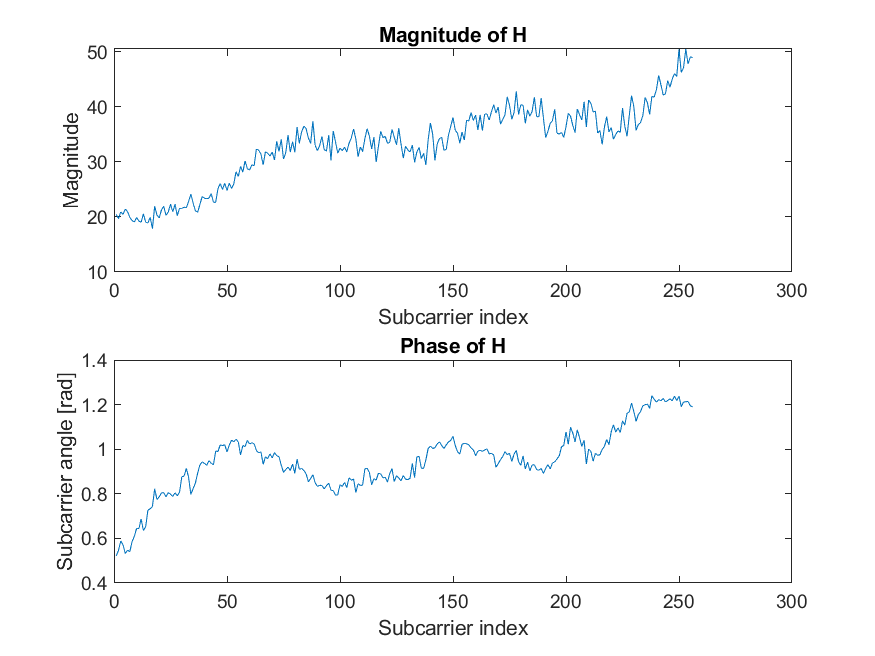 Magnitude of H
50
40
30
20
10
Magnitude
0 50 100 150 200 250 300
Subcarrier index
Phase of H
1.4
1.2
1
0.8
0.6
0.4
Subcarrier angle [rad]
0 50 100 150 200 250 300
Subcarrier index